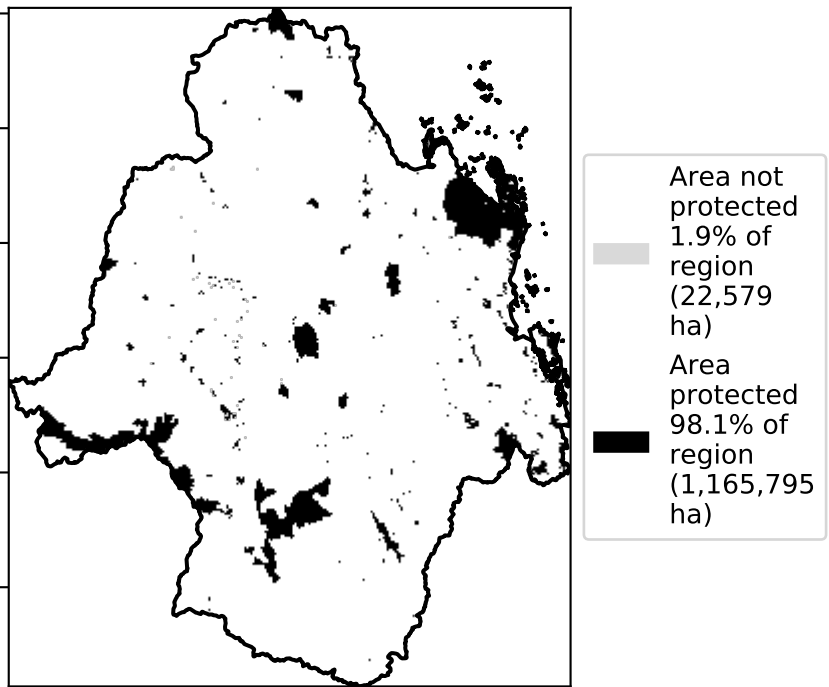 Area not
protected
1.9% of
region
(22,579
ha)
Area
protected
98.1% of
region
(1,165,795
ha)